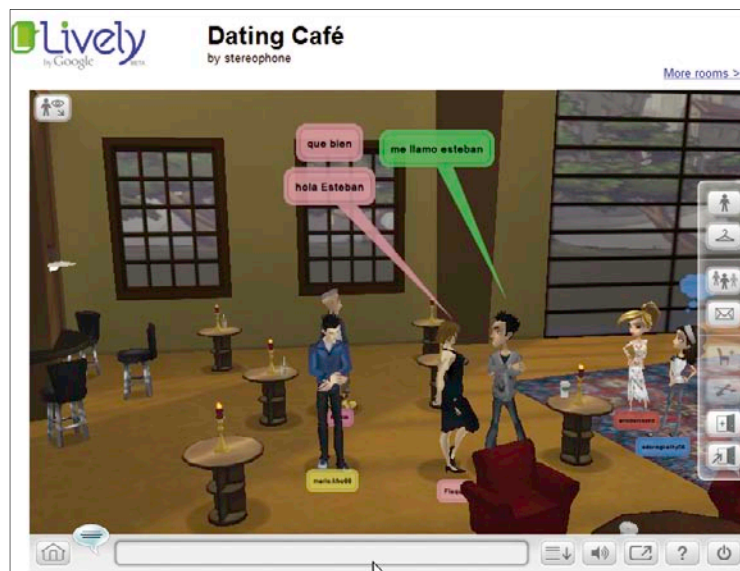 Lively
by Google
BETA
Dating Café
by stereophone
More rooms >
que bien
me llamo esteban
hola Esteban
?